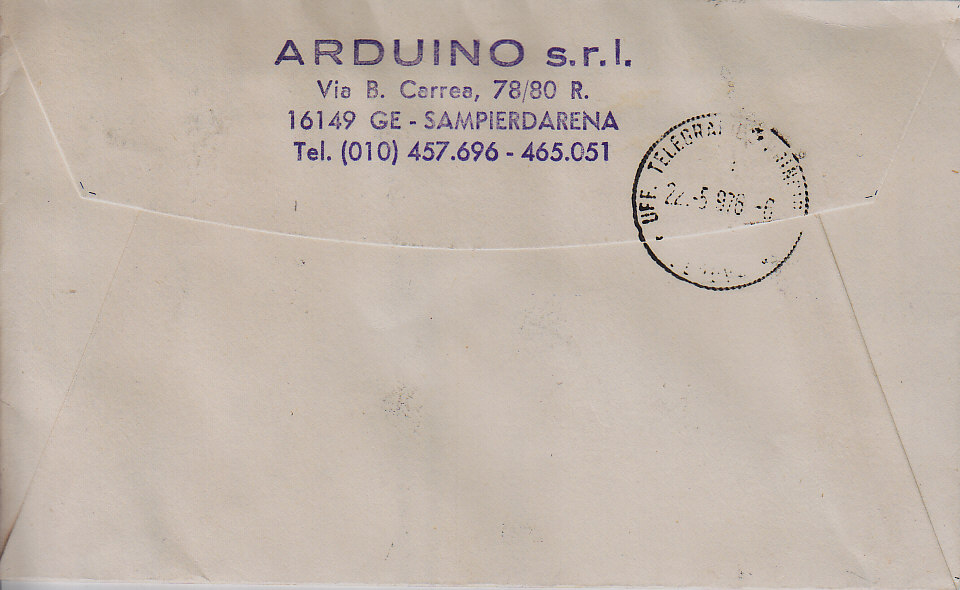 ARDUINO s.r.l.
Via B. Carrea, 78/80 R.
16149 GE - SAMPIERDARENA
Tel. (010) 457.696 - 465.051
UFF. TELEGRAF
22.-5 976 -6